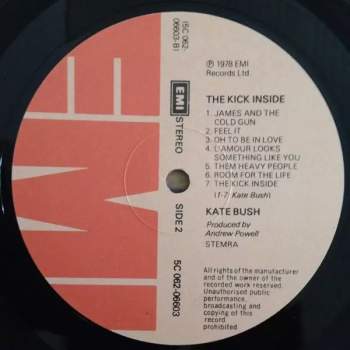 (5C 062-
06603-B)
EMI
STEREO
SIDE 2
5C 062-06603
℗ 1978 EMI
Records Ltd.
THE KICK INSIDE
1. JAMES AND THE
COLD GUN
2. FEEL IT
3. OH TO BE IN LOVE
4. L'AMOUR LOOKS
SOMETHING LIKE YOU
5. THEM HEAVY PEOPLE
6. ROOM FOR THE LIFE
7. THE KICK INSIDE
(1-7: Kate Bush)
KATE BUSH
Produced by
Andrew Powell
STEMRA
All rights of the manufacturer
and of the owner of the
recorded work reserved.
Unauthorised public
performance,
broadcasting and
copying of this
record
prohibited
EMI